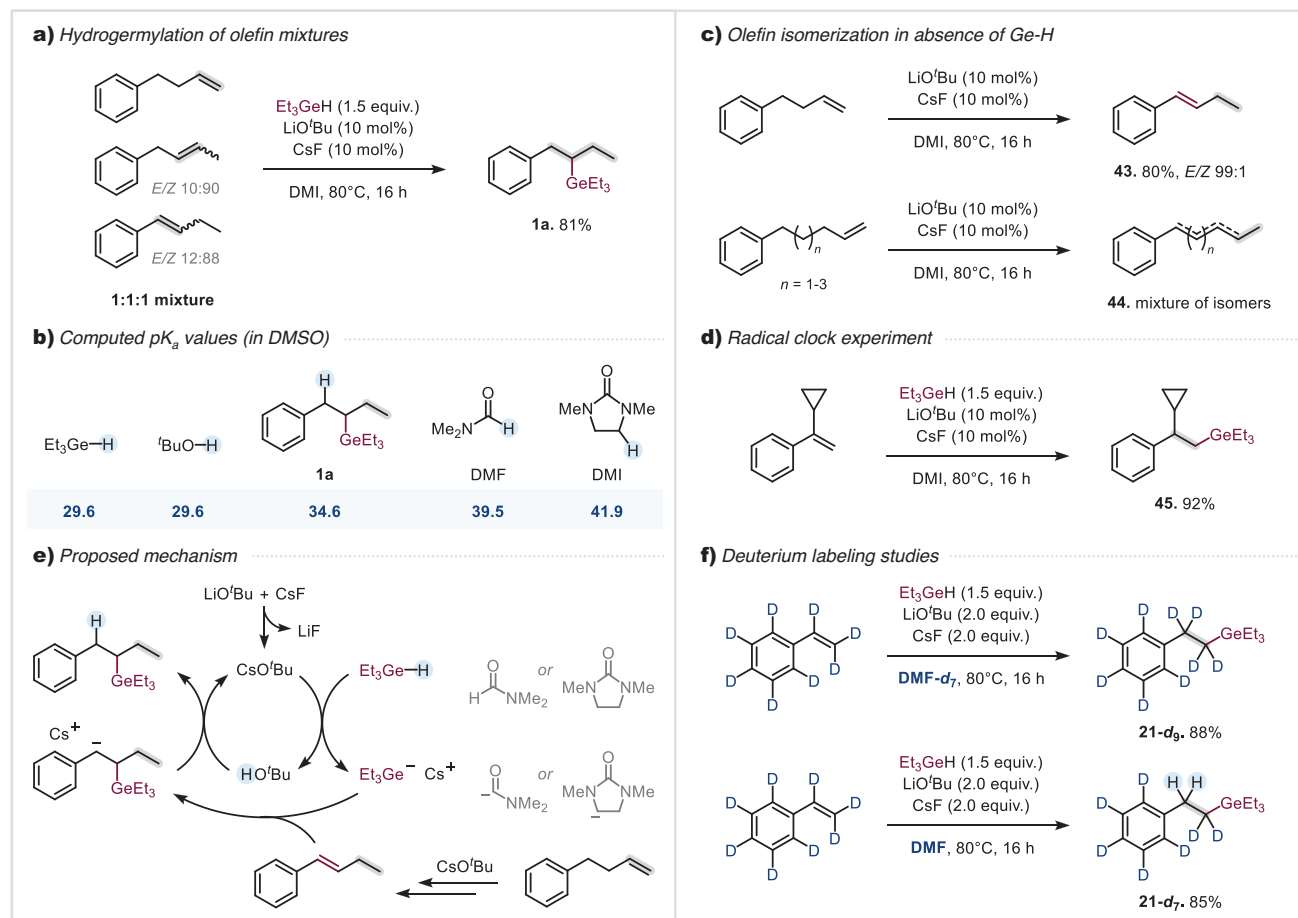 a) Hydrogermylation of olefin mixtures
E/Z 10:90
E/Z 12:88
1:1:1 mixture
Et₃GeH (1.5 equiv.)
LiOᵗBu (10 mol%)
CsF (10 mol%)
DMI, 80°C, 16 h
GeEt₃
1a. 81%
b) Computed pKₐ values (in DMSO)
Et₃Ge–H
ᵗBuO–H
H
GeEt₃
1a
O
Me₂N
H
DMF
O
MeN
NMe
H
DMI
29.6
29.6
34.6
39.5
41.9
e) Proposed mechanism
LiOᵗBu + CsF
LiF
CsOᵗBu
Et₃Ge–H
H
GeEt₃
O
H
NMe₂
or
O
MeN
NMe
Cs⁺
–
GeEt₃
HOᵗBu
Et₃Ge⁻ Cs⁺
O
–
NMe₂
or
O
MeN
NMe
–
CsOᵗBu
c) Olefin isomerization in absence of Ge-H
LiOᵗBu (10 mol%)
CsF (10 mol%)
DMI, 80°C, 16 h
43. 80%, E/Z 99:1
n
n = 1-3
LiOᵗBu (10 mol%)
CsF (10 mol%)
DMI, 80°C, 16 h
n
44. mixture of isomers
d) Radical clock experiment
Et₃GeH (1.5 equiv.)
LiOᵗBu (10 mol%)
CsF (10 mol%)
DMI, 80°C, 16 h
GeEt₃
45. 92%
f) Deuterium labeling studies
D D D D D D D D
Et₃GeH (1.5 equiv.)
LiOᵗBu (2.0 equiv.)
CsF (2.0 equiv.)
DMF-d₇, 80°C, 16 h
D D D GeEt₃
D D D D D D
21-d₉. 88%
D D D D D D D D
Et₃GeH (1.5 equiv.)
LiOᵗBu (2.0 equiv.)
CsF (2.0 equiv.)
DMF, 80°C, 16 h
D H H GeEt₃
D D D D D D
21-d₇. 85%